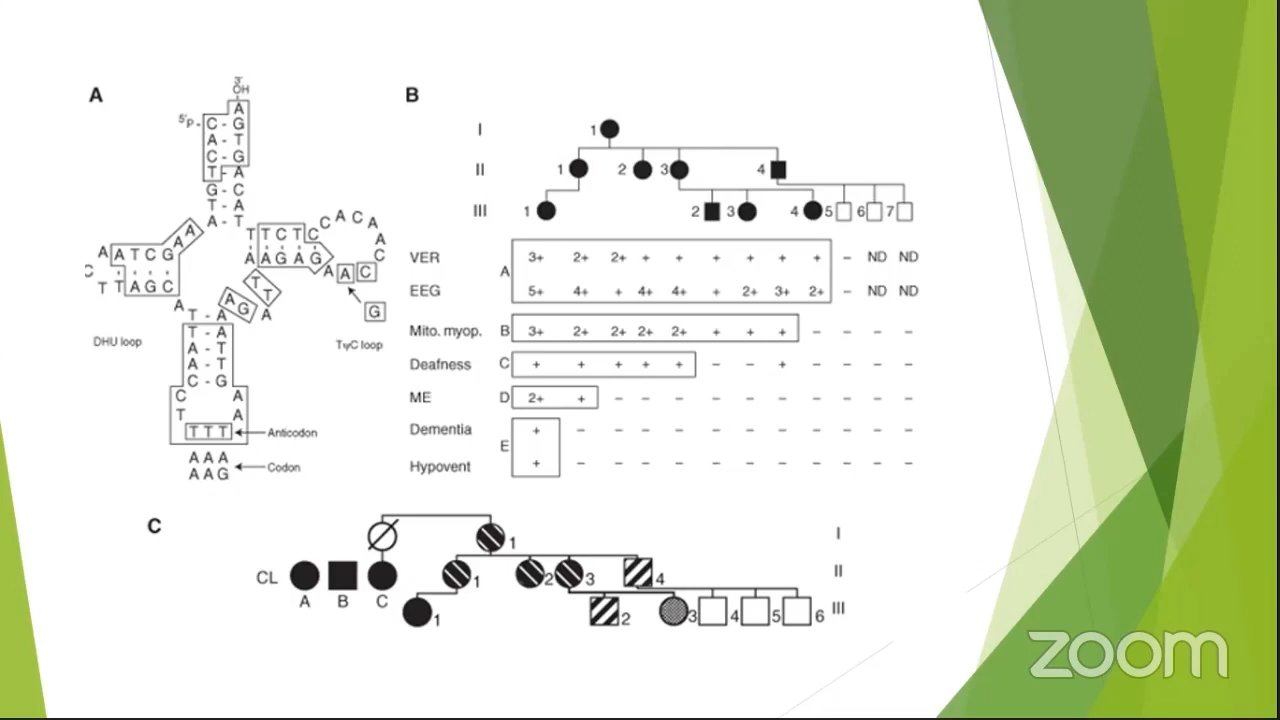 A
3'
OH
A
5'P - C - G
A - T
C - G
T - A
G - C
T - A
A - T
T T C T C C A C A A C
A A G A G A A C
G
TψC loop
A A T C G A A
C
T T A G C
A
DHU loop
T - A
A G
T T A
T - A
A - T
A - T
C - G
C A
T A
T T T
Anticodon
A A A
A A G
Codon
B
I 1
II 1 2 3 4
III 1 2 3 4 5 6 7
VER 3+ 2+ 2+ + + + + + + – ND ND
A
EEG 5+ 4+ + 4+ 4+ + 2+ 3+ 2+ – ND ND
Mito. myop. B 3+ 2+ 2+ 2+ 2+ + + + – – – –
Deafness C + + + + + – – + – – – –
ME D 2+ + – – – – – – – – – –
Dementia + – – – – – – – – – – –
E
Hypovent + – – – – – – – – – – –
C
1 I
CL 1 2 3 4 II
A B C
1 2 3 4 5 6 III
zoom